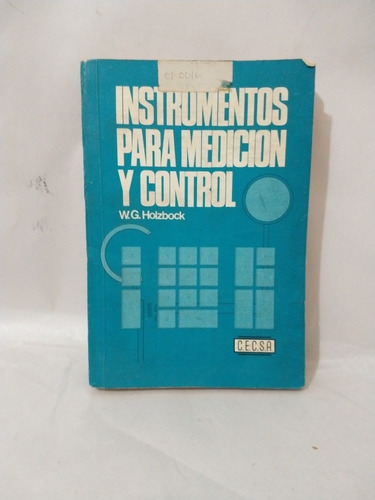 INSTRUMENTOS
PARA MEDICION
Y CONTROL
W.G. Holzbock
C.E.C.S.A